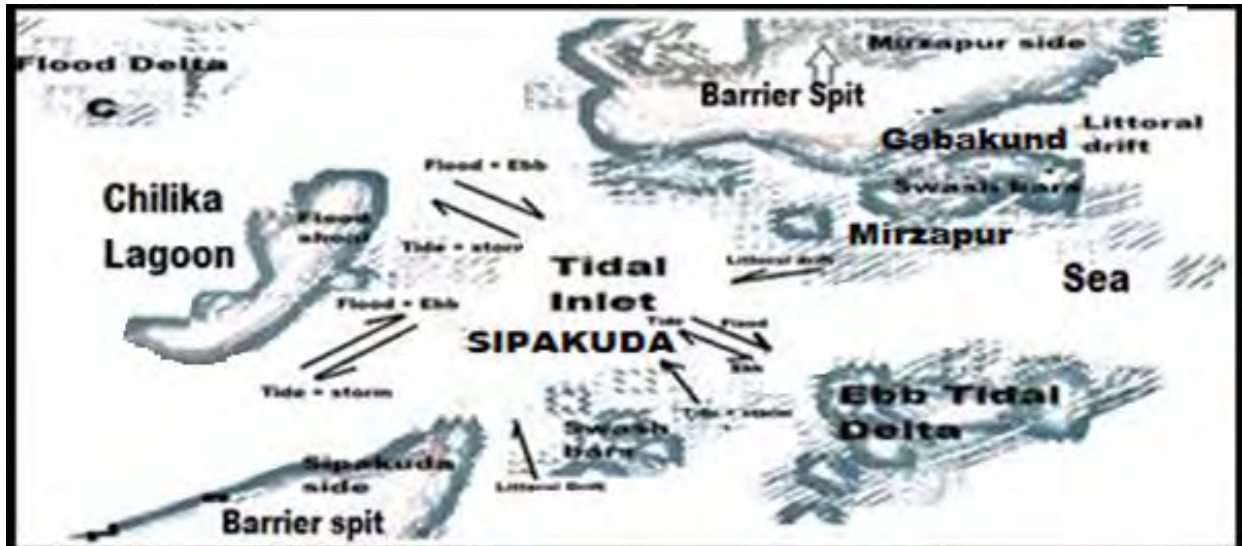 Flood Delta
C
Mirzapur side
Barrier Spit
Gabakund
Littoral
drift
Swash bars
Mirzapur
Sea
Chilika
Lagoon
Flood
shoal
Flood + Ebb
Tide + storr
Tidal
Inlet
Littoral drift
Flood + Ebb
Tide + storm
SIPAKUDA
Tide
Flood
Ebb
Tide + storm
Ebb Tidal
Delta
Swash
bars
Littoral Drift
Sipakuda
side
Barrier spit